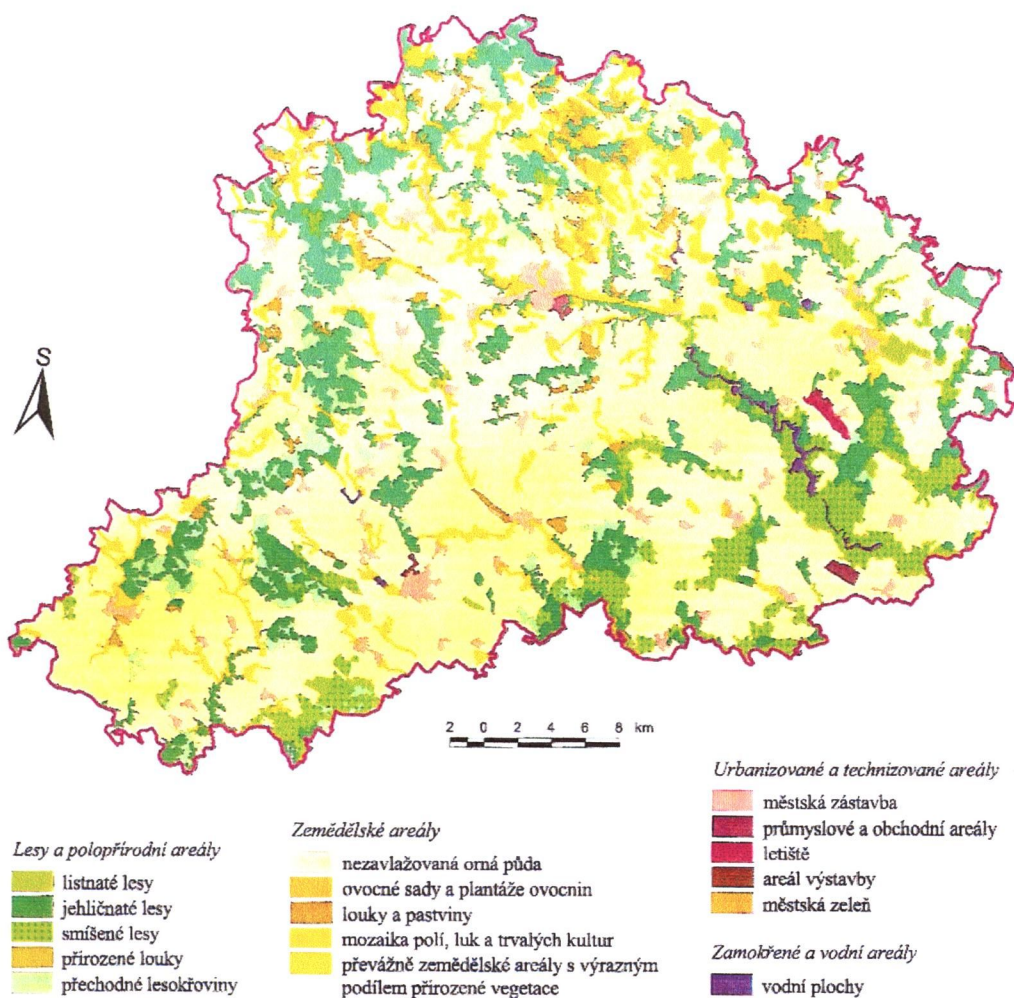 S
2 0 2 4 6 8 km
Lesy a polopřírodní areály
listnaté lesy
jehličnaté lesy
smíšené lesy
přirozené louky
přechodné lesokřoviny
Zemědělské areály
nezavlažovaná orná půda
ovocné sady a plantáže ovocnin
louky a pastviny
mozaika polí, luk a trvalých kultur
převážně zemědělské areály s výrazným
podílem přirozené vegetace
Urbanizované a technizované areály
městská zástavba
průmyslové a obchodní areály
letiště
areál výstavby
městská zeleň
Zamokřené a vodní areály
vodní plochy